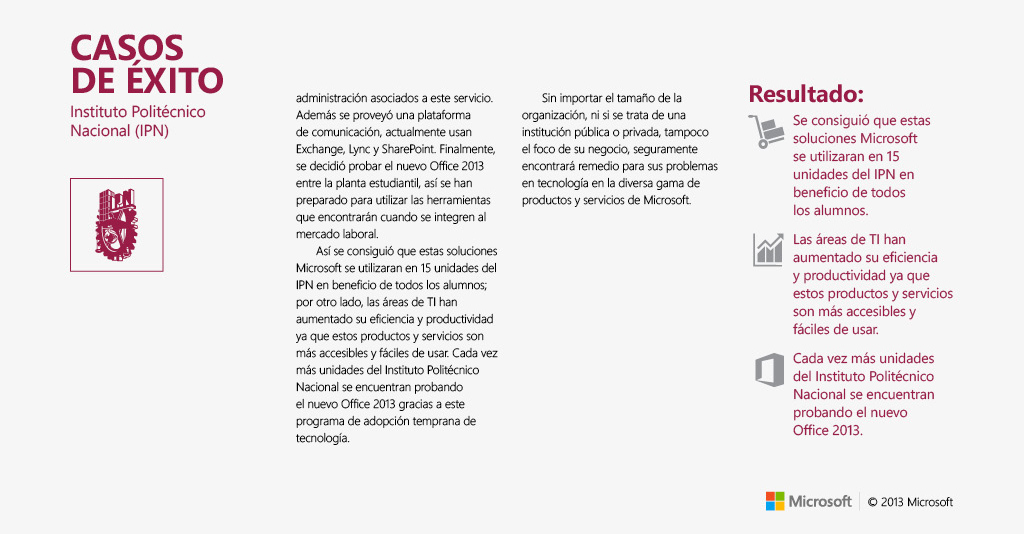 CASOS
DE ÉXITO
Instituto Politécnico
Nacional (IPN)
administración asociados a este servicio.
Además se proveyó una plataforma
de comunicación, actualmente usan
Exchange, Lync y SharePoint. Finalmente,
se decidió probar el nuevo Office 2013
entre la planta estudiantil, así se han
preparado para utilizar las herramientas
que encontrarán cuando se integren al
mercado laboral.
Así se consiguió que estas soluciones
Microsoft se utilizaran en 15 unidades del
IPN en beneficio de todos los alumnos;
por otro lado, las áreas de TI han
aumentado su eficiencia y productividad
ya que estos productos y servicios son
más accesibles y fáciles de usar. Cada vez
más unidades del Instituto Politécnico
Nacional se encuentran probando
el nuevo Office 2013 gracias a este
programa de adopción temprana de
tecnología.
Sin importar el tamaño de la
organización, ni si se trata de una
institución pública o privada, tampoco
el foco de su negocio, seguramente
encontrará remedio para sus problemas
en tecnología en la diversa gama de
productos y servicios de Microsoft.
Resultado:
Se consiguió que estas
soluciones Microsoft
se utilizaran en 15
unidades del IPN en
beneficio de todos
los alumnos.
Las áreas de TI han
aumentado su eficiencia
y productividad ya que
estos productos y servicios
son más accesibles y
fáciles de usar.
Cada vez más unidades
del Instituto Politécnico
Nacional se encuentran
probando el nuevo
Office 2013.
Microsoft
© 2013 Microsoft